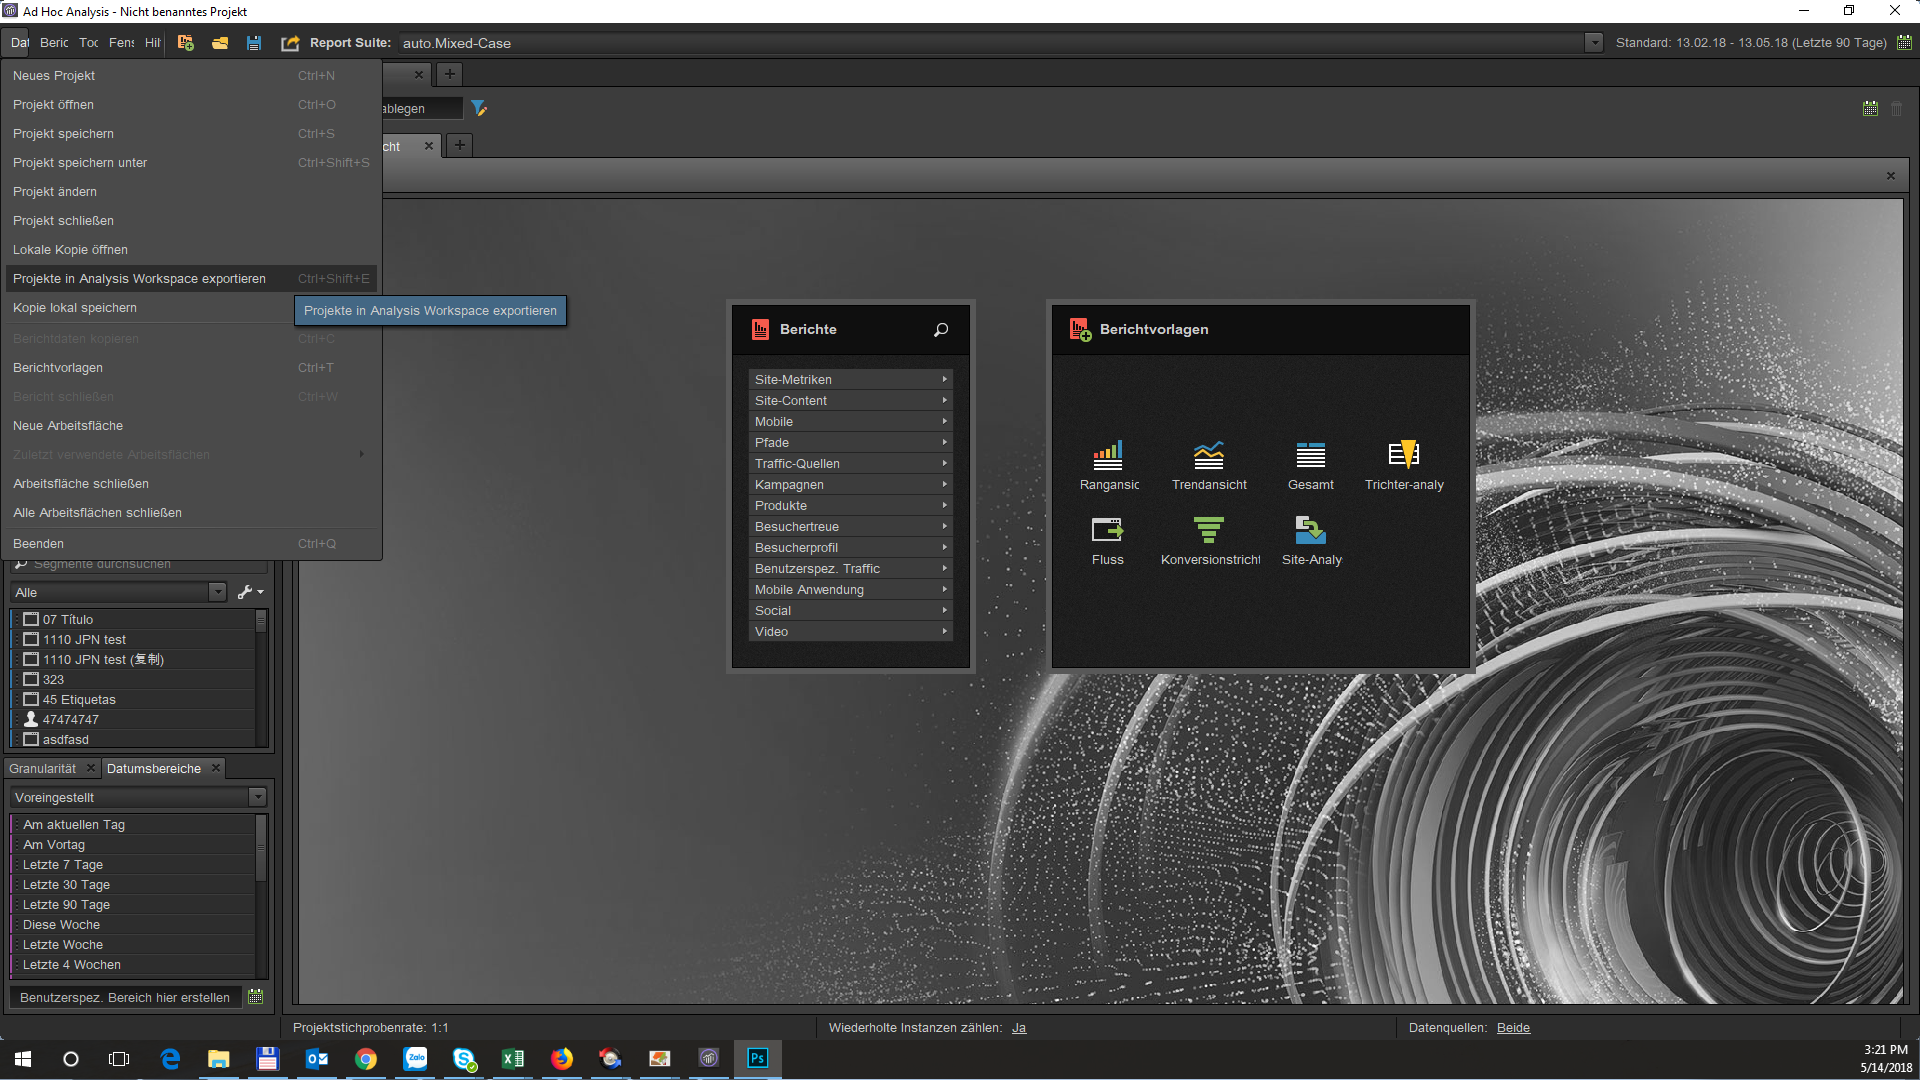 Ad Hoc Analysis - Nicht benanntes Projekt
Dat Beric Toc Fens Hil Report Suite: auto.Mixed-Case Standard: 13.02.18 - 13.05.18 (Letzte 90 Tage)
Neues Projekt Ctrl+N
Projekt öffnen Ctrl+O
ablegen
Projekt speichern Ctrl+S
cht
Projekt speichern unter Ctrl+Shift+S
Projekt ändern
Projekt schließen
Lokale Kopie öffnen
Projekte in Analysis Workspace exportieren Ctrl+Shift+E
Kopie lokal speichern
Projekte in Analysis Workspace exportieren
Berichtdaten kopieren Ctrl+C
Berichtvorlagen Ctrl+T
Bericht schließen Ctrl+W
Neue Arbeitsfläche
Zuletzt verwendete Arbeitsflächen
Arbeitsfläche schließen
Alle Arbeitsflächen schließen
Beenden Ctrl+Q
Segmente durchsuchen
Alle
07 Título
1110 JPN test
1110 JPN test (复制)
323
45 Etiquetas
47474747
asdfasd
Granularität Datumsbereiche
Voreingestellt
Am aktuellen Tag
Am Vortag
Letzte 7 Tage
Letzte 30 Tage
Letzte 90 Tage
Diese Woche
Letzte Woche
Letzte 4 Wochen
Benutzerspez. Bereich hier erstellen
Berichte
Site-Metriken
Site-Content
Mobile
Pfade
Traffic-Quellen
Kampagnen
Produkte
Besuchertreue
Besucherprofil
Benutzerspez. Traffic
Mobile Anwendung
Social
Video
Berichtvorlagen
Rangansic Trendansicht Gesamt Trichter-analy
Fluss Konversionstricht Site-Analy
Projektstichprobenrate: 1:1 Wiederholte Instanzen zählen: Ja Datenquellen: Beide
Zalo
Ps
3:21 PM
5/14/2018